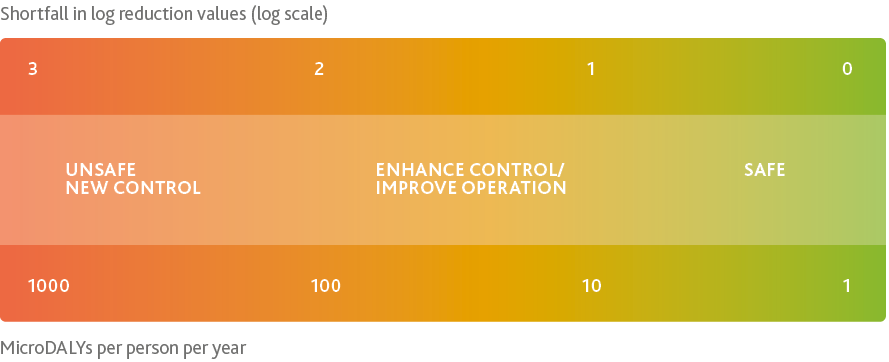 Shortfall in log reduction values (log scale)
3 2 1 0
UNSAFE ENHANCE CONTROL/ SAFE
NEW CONTROL IMPROVE OPERATION
1000 100 10 1
MicroDALYs per person per year